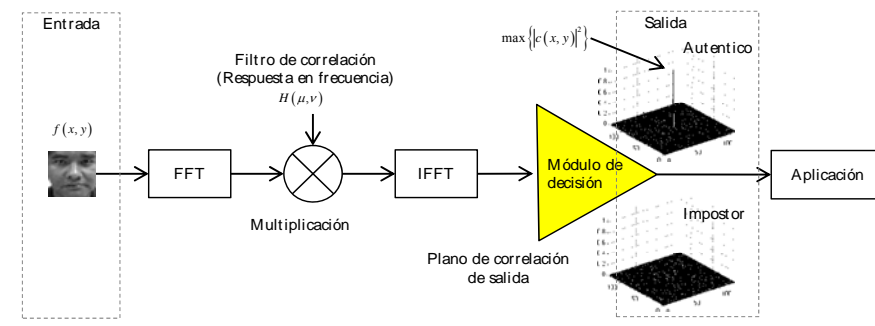 Entrada
f(x, y)
FFT
Filtro de correlación
(Respuesta en frecuencia)
H(μ,ν)
Multiplicación
IFFT
Módulo de
decisión
Plano de correlación
de salida
max{|c(x, y)|²}
Salida
Autentico
Impostor
Aplicación